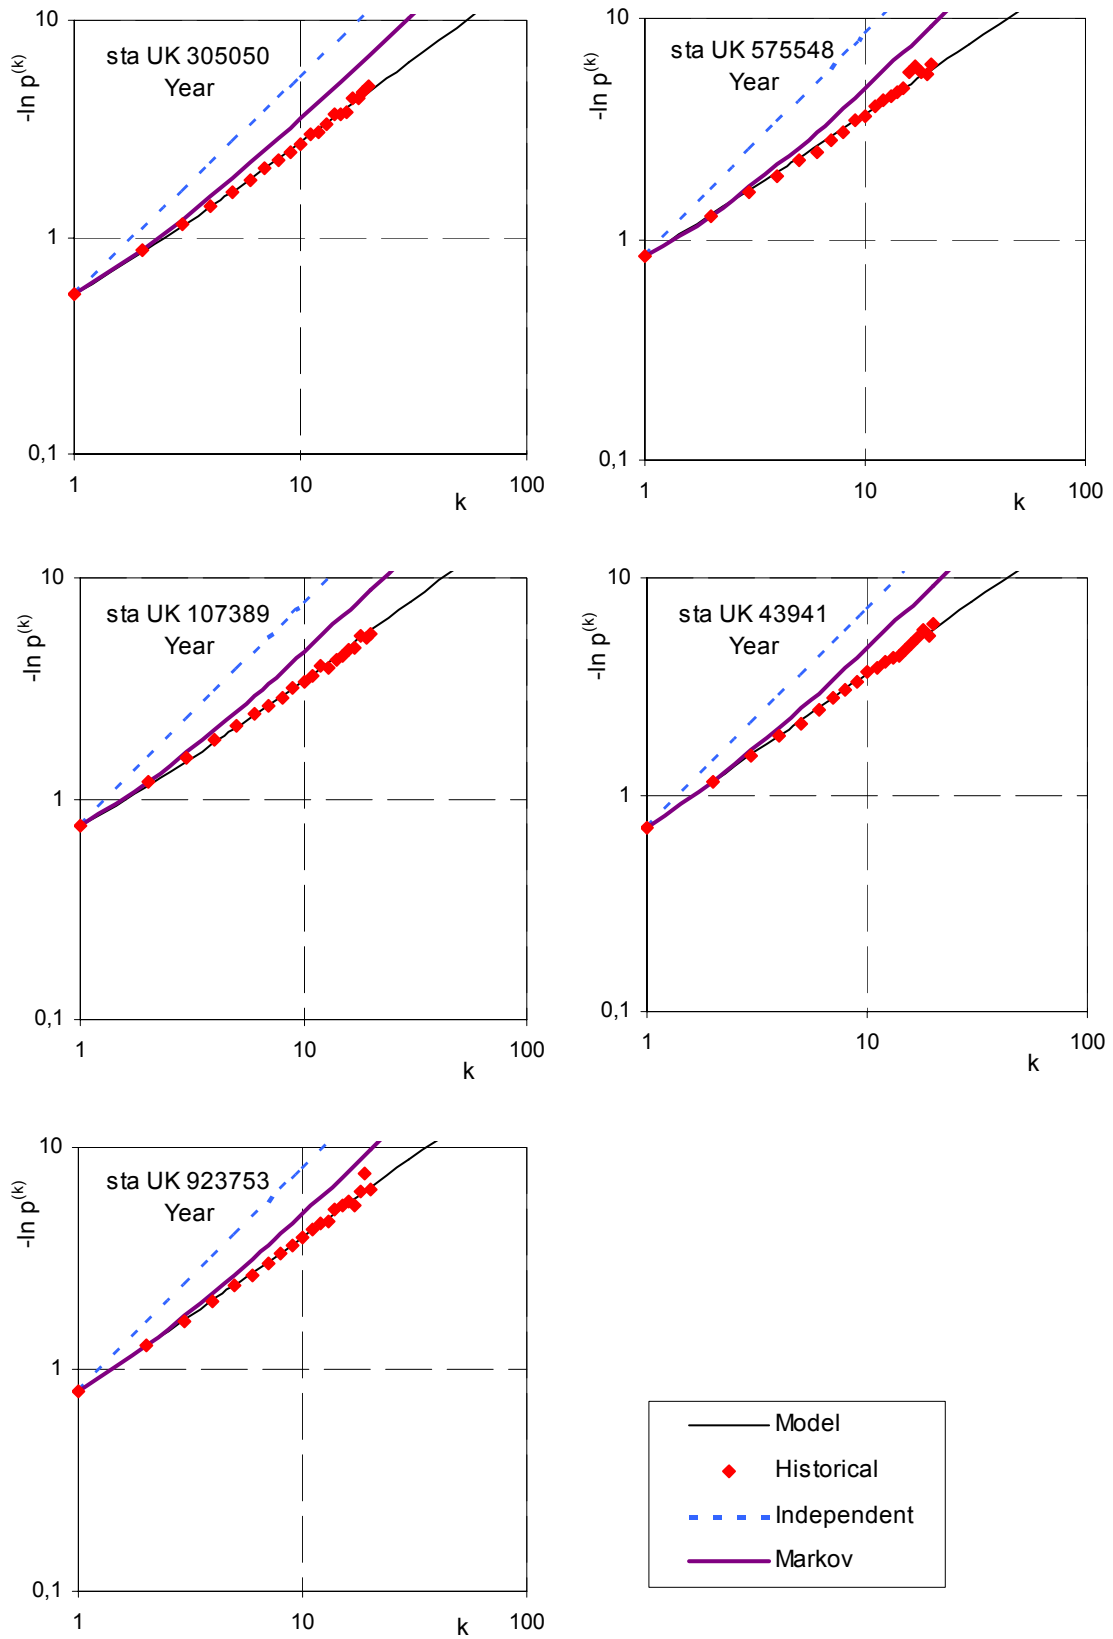 10
sta UK 305050
Year
-ln p(k)
1
0,1
1
10
100
k
10
sta UK 575548
Year
-ln p(k)
1
0,1
1
10
100
k
10
sta UK 107389
Year
-ln p(k)
1
0,1
1
10
100
k
10
sta UK 43941
Year
-ln p(k)
1
0,1
1
10
100
k
10
sta UK 923753
Year
-ln p(k)
1
0,1
1
10
100
k
Model
Historical
Independent
Markov